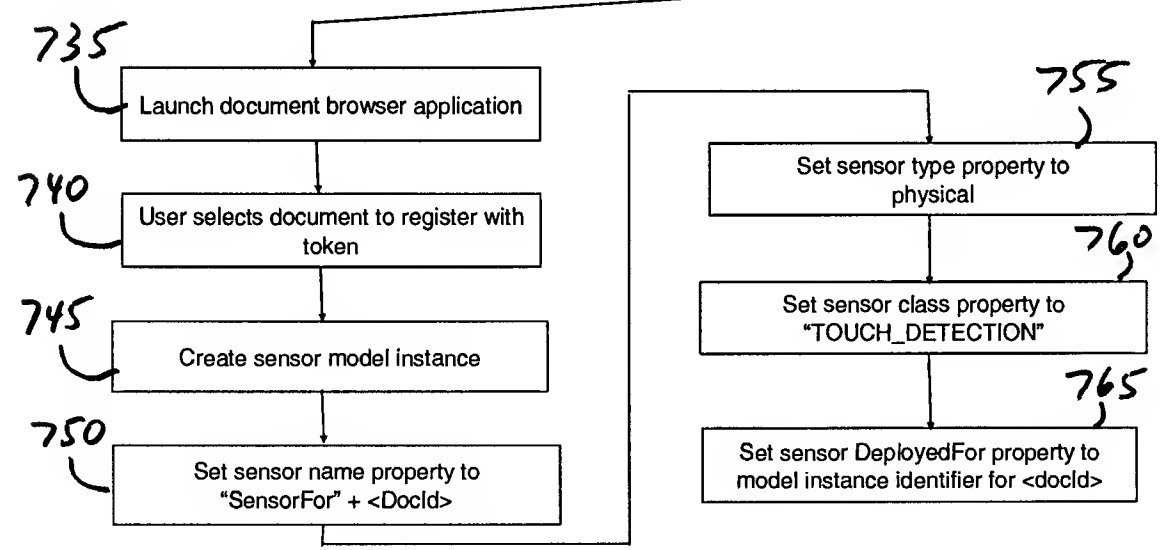 735
Launch document browser application
740
User selects document to register with
token
745
Create sensor model instance
750
Set sensor name property to
“SensorFor” + <DocId>
755
Set sensor type property to
physical
760
Set sensor class property to
“TOUCH_DETECTION”
765
Set sensor DeployedFor property to
model instance identifier for <docId>